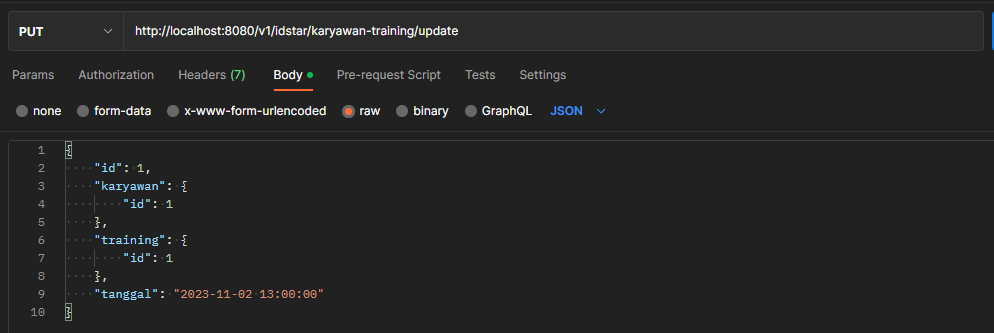 PUT http://localhost:8080/v1/idstar/karyawan-training/update
Params Authorization Headers (7) Body Pre-request Script Tests Settings
none form-data x-www-form-urlencoded raw binary GraphQL JSON
1 {
2 "id": 1,
3 "karyawan": {
4 "id": 1
5 },
6 "training": {
7 "id": 1
8 },
9 "tanggal": "2023-11-02 13:00:00"
10 }